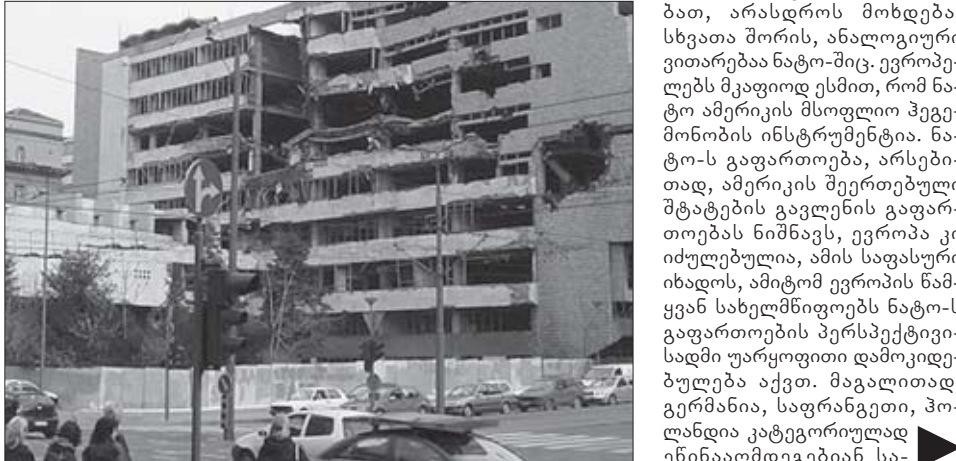 ბათ, არასდროს მოხდება
სხვათა შორის, ანალოგიური
ვითარებაა ნატო-შიც. ევროპე-
ლებს მკაფიოდ ესმით, რომ ნა-
ტო ამერიკის მსოფლიო ჰეგე-
მონობის ინსტრუმენტია. ნა-
ტო-ს გაფართოება, არსები-
თად, ამერიკის შეერთებული
შტატების გავლენის გაფარ-
თოებას ნიშნავს, ევროპა კი
იძულებულია, ამის საფასური
იხადოს, ამიტომ ევროპის წამ-
ყვან სახელმწიფოებს ნატო-ს
გაფართოების პერსპექტივი-
სადმი უარყოფითი დამოკიდე-
ბულება აქვთ. მაგალითად
გერმანია, საფრანგეთი, ჰო-
ლანდია კატეგორიულად
ეწინააღმდეგებიან სა-